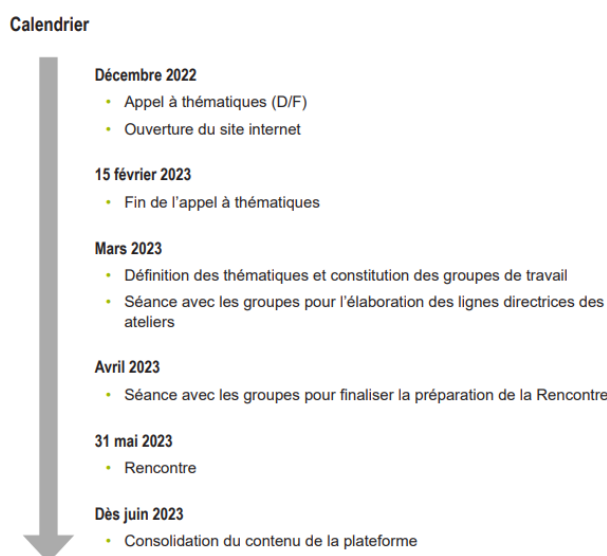 Calendrier
Décembre 2022
• Appel à thématiques (D/F)
• Ouverture du site internet
15 février 2023
• Fin de l'appel à thématiques
Mars 2023
• Définition des thématiques et constitution des groupes de travail
• Séance avec les groupes pour l'élaboration des lignes directrices des
ateliers
Avril 2023
• Séance avec les groupes pour finaliser la préparation de la Rencontre
31 mai 2023
• Rencontre
Dès juin 2023
• Consolidation du contenu de la plateforme